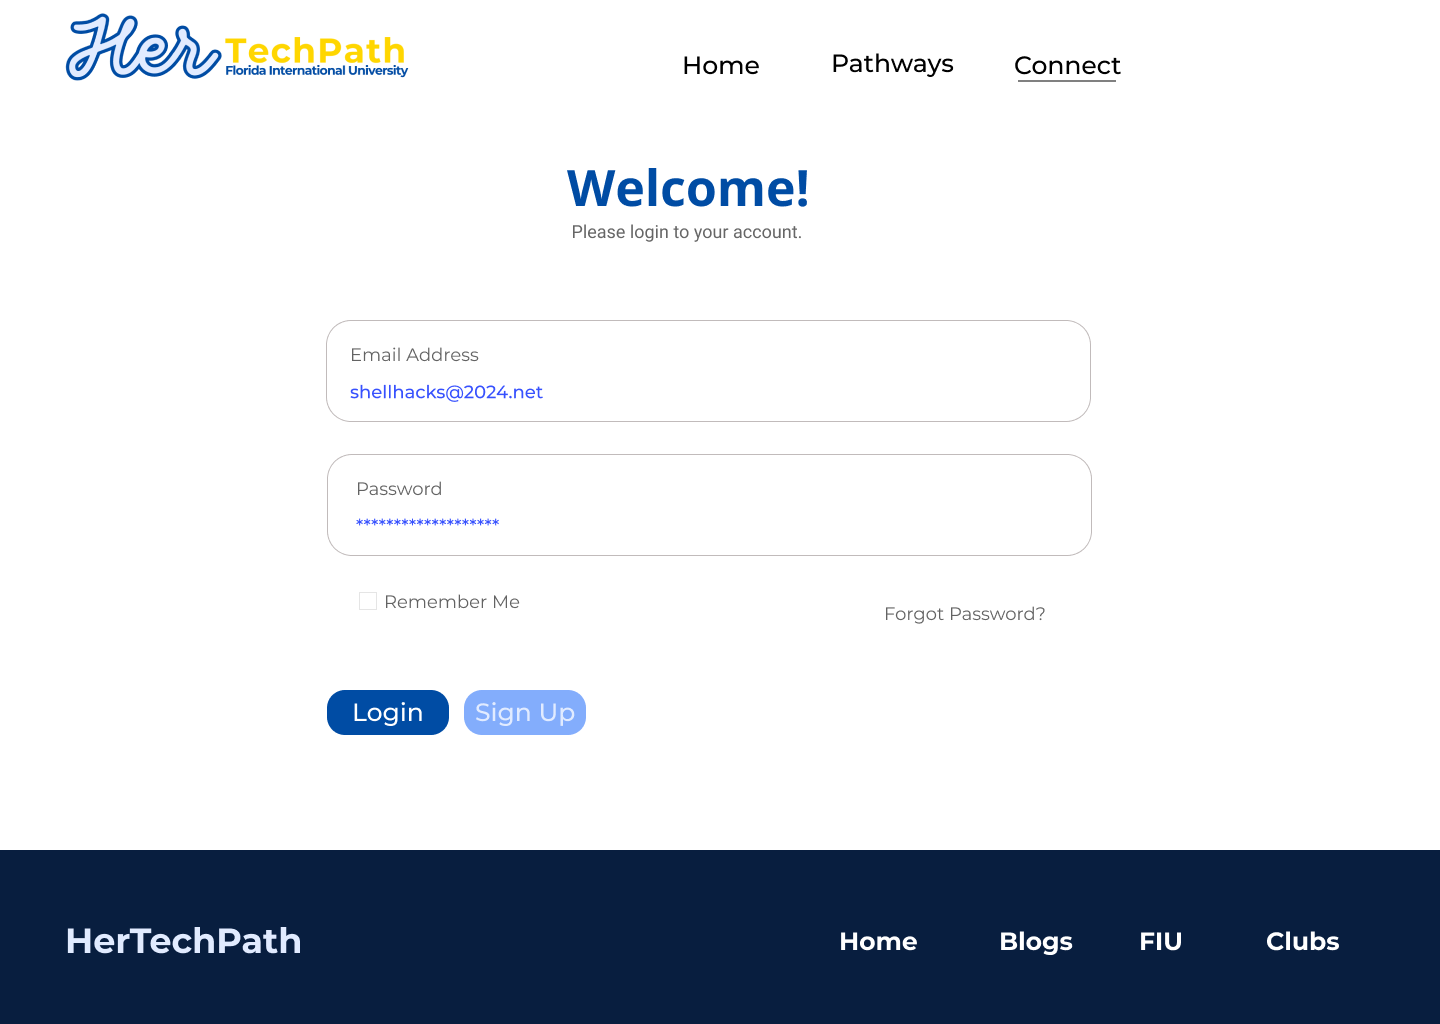 Her TechPath
Florida International University
Home Pathways Connect
Welcome!
Please login to your account.
Email Address
shellhacks@2024.net
Password
*******************
Remember Me
Forgot Password?
Login Sign Up
HerTechPath
Home Blogs FIU Clubs